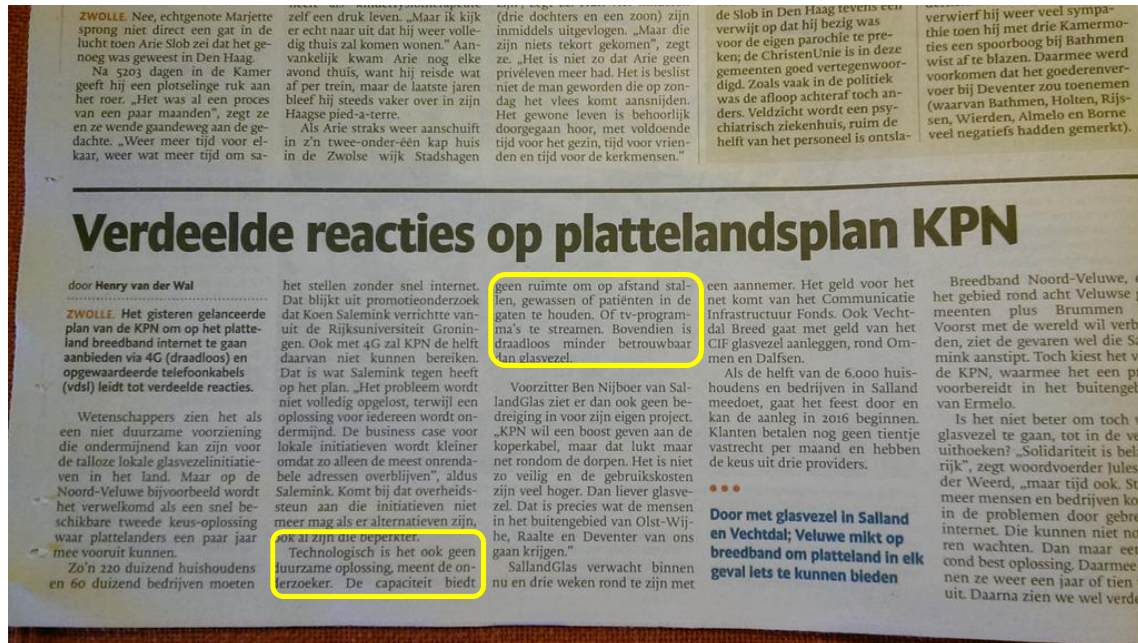 ZWOLLE. Nee, echtgenote Marjette
sprong niet direct een gat in de
lucht toen Arie Slob zei dat het ge-
noeg was geweest in Den Haag.
Na 5203 dagen in de Kamer
geeft hij een plotselinge ruk aan
het roer. „Het was al een proces
van een paar maanden”, zegt ze
en ze wende gaandeweg aan de ge-
dachte. „Weer meer tijd voor el-
kaar, weer wat meer tijd om sa-
zelf een druk leven. „Maar ik kijk
er echt naar uit dat hij weer volle-
dig thuis zal komen wonen.” Aan-
vankelijk kwam Arie nog elke
avond thuis, want hij reisde wat
af per trein, maar de laatste jaren
bleef hij steeds vaker over in zijn
Haagse pied-a-terre.
Als Arie straks weer aanschuift
in z’n twee-onder-één kap huis
in de Zwolse wijk Stadshagen
(drie dochters en een zoon) zijn
inmiddels uitgevlogen. „Maar die
zijn niets tekort gekomen”, zegt
ze. „Het is niet zo dat Arie geen
privéleven meer had. Het is beslist
niet de man geworden die op zon-
dag het vlees komt aansnijden.
Het gewone leven is behoorlijk
doorgegaan hoor, met voldoende
tijd voor het gezin, tijd voor vrien-
den en tijd voor de kerkmensen.”
de Slob in Den Haag tevens een
verwijt op dat hij bezig was
voor de eigen parochie te pre-
ken; de ChristenUnie is in deze
gemeenten goed vertegenwoor-
digd. Zoals vaak in de politiek
was de afloop achteraf toch an-
ders. Veldzicht wordt een psy-
chiatrisch ziekenhuis, ruim de
helft van het personeel is ontsla-
verwierf hij weer veel sympa-
thie toen hij met drie Kamermo-
ties een spoorboog bij Bathmen
wist af te blazen. Daarmee werd
voorkomen dat het goederenver-
voer bij Deventer zou toenemen
(waarvan Bathmen, Holten, Rijs-
sen, Wierden, Almelo en Borne
veel negatiefs hadden gemerkt).
Verdeelde reacties op plattelandsplan KPN
door Henry van der Wal
ZWOLLE. Het gisteren gelanceerde
plan van de KPN om op het platte-
land breedband internet te gaan
aanbieden via 4G (draadloos) en
opgewaardeerde telefoonkabels
(vdsl) leidt tot verdeelde reacties.
Wetenschappers zien het als
een niet duurzame voorziening
die ondermijnend kan zijn voor
de talloze lokale glasvezelinitiatie-
ven in het land. Maar op de
Noord-Veluwe bijvoorbeeld wordt
het verwelkomd als een snel be-
schikbare tweede keus-oplossing
waar plattelanders een paar jaar
mee vooruit kunnen.
Zo’n 220 duizend huishoudens
en 60 duizend bedrijven moeten
het stellen zonder snel internet.
Dat blijkt uit promotieonderzoek
dat Koen Salemink verrichtte van-
uit de Rijksuniversiteit Gronin-
gen. Ook met 4G zal KPN de helft
daarvan niet kunnen bereiken.
Dat is wat Salemink tegen heeft
op het plan. „Het probleem wordt
niet volledig opgelost, terwijl een
oplossing voor iedereen wordt on-
dermijnd. De business case voor
lokale initiatieven wordt kleiner
omdat zo alleen de meest onrenda-
bele adressen overblijven”, aldus
Salemink. Komt bij dat overheids-
steun aan die initiatieven niet
meer mag als er alternatieven zijn,
ook al zijn die beperkter.
Technologisch is het ook geen
duurzame oplossing, meent de on-
derzoeker. De capaciteit biedt
geen ruimte om op afstand stal-
len, gewassen of patiënten in de
gaten te houden. Of tv-program-
ma’s te streamen. Bovendien is
draadloos minder betrouwbaar
dan glasvezel.
Voorzitter Ben Nijboer van Sal-
landGlas ziet er dan ook geen be-
dreiging in voor zijn eigen project.
„KPN wil een boost geven aan de
koperkabel, maar dat lukt maar
net rondom de dorpen. Het is niet
zo veilig en de gebruikskosten
zijn veel hoger. Dan liever glasve-
zel. Dat is precies wat de mensen
in het buitengebied van Olst-Wij-
he, Raalte en Deventer van ons
gaan krijgen.”
SallandGlas verwacht binnen
nu en drie weken rond te zijn met
een aannemer. Het geld voor het
net komt van het Communicatie
Infrastructuur Fonds. Ook Vecht-
dal Breed gaat met geld van het
CIF glasvezel aanleggen, rond Om-
men en Dalfsen.
Als de helft van de 6.000 huis-
houdens en bedrijven in Salland
meedoet, gaat het feest door en
kan de aanleg in 2016 beginnen.
Klanten betalen nog geen tientje
vastrecht per maand en hebben
de keus uit drie providers.
Door met glasvezel in Salland
en Vechtdal; Veluwe mikt op
breedband om platteland in elk
geval iets te kunnen bieden
Breedband Noord-Veluwe,
het gebied rond acht Veluwse
meenten plus Brummen
Voorst met de wereld wil verb
den, ziet de gevaren wel die Sa
mink aanstipt. Toch kiest het v
de KPN, waarmee het een pr
voorbereidt in het buitengeb
van Ermelo.
Is het niet beter om toch v
glasvezel te gaan, tot in de ve
uithoeken? „Solidariteit is bel
rijk”, zegt woordvoerder Jules
der Weerd, „maar tijd ook. St
meer mensen en bedrijven ko
in de problemen door gebre
internet. Die kunnen niet no
ren wachten. Dan maar een
cond best oplossing. Daarmee
nen ze weer een jaar of tien
uit. Daarna zien we wel verde